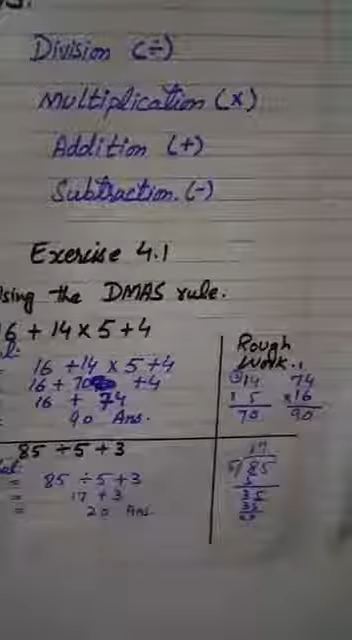 Division (÷)
Multiplication (x)
Addition (+)
Subtraction. (-)
Exercise 4.1
Using the DMAS rule.
16 + 14 x 5 + 4
Rough Work.
= 16 + 14 x 5 + 4
= 16 + 70 + 4
= 16 + 74
= 90 Ans.
14
x 5
70
74
x 16
90
85 ÷ 5 + 3
= 85 ÷ 5 + 3
= 17 + 3
= 20 Ans.
17
5/85
5
35
35